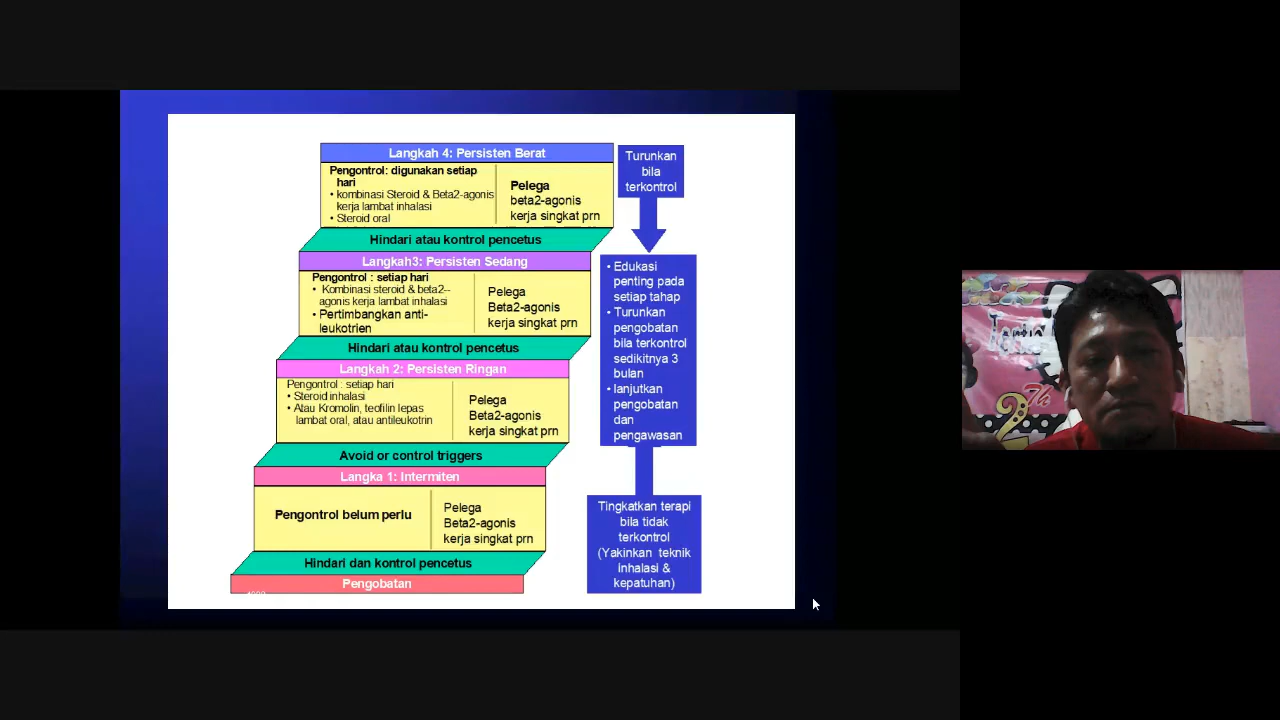 Langkah 4: Persisten Berat
Pengontrol: digunakan setiap
hari
• kombinasi Steroid & Beta2-agonis
kerja lambat inhalasi
• Steroid oral
Pelega
beta2-agonis
kerja singkat prn
Hindari atau kontrol pencetus
Langkah3: Persisten Sedang
Pengontrol : setiap hari
• Kombinasi steroid & beta2--
agonis kerja lambat inhalasi
• Pertimbangkan anti-
leukotrien
Pelega
Beta2-agonis
kerja singkat prn
Hindari atau kontrol pencetus
Langkah 2: Persisten Ringan
Pengontrol : setiap hari
• Steroid inhalasi
• Atau Kromolin, teofilin lepas
lambat oral, atau antileukotrin
Pelega
Beta2-agonis
kerja singkat prn
Avoid or control triggers
Langka 1: Intermiten
Pengontrol belum perlu
Pelega
Beta2-agonis
kerja singkat prn
Hindari dan kontrol pencetus
Pengobatan
Turunkan
bila
terkontrol
• Edukasi
penting pada
setiap tahap
• Turunkan
pengobatan
bila terkontrol
sedikitnya 3
bulan
• lanjutkan
pengobatan
dan
pengawasan
Tingkatkan terapi
bila tidak
terkontrol
(Yakinkan teknik
inhalasi &
kepatuhan)
2
7th